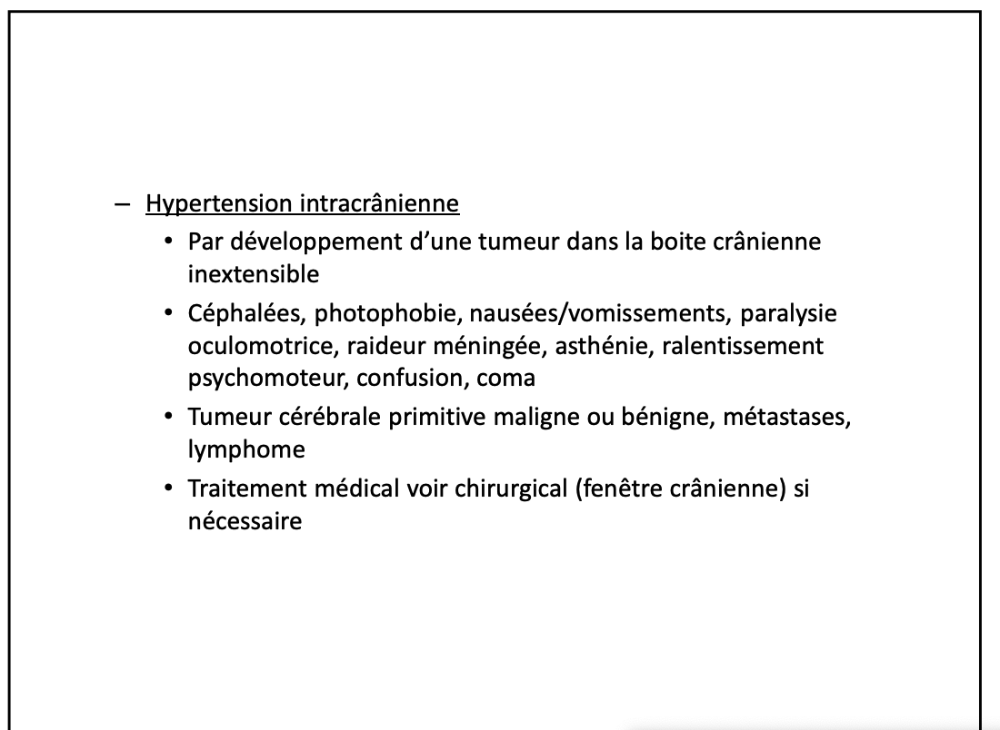 – Hypertension intracrânienne
• Par développement d’une tumeur dans la boite crânienne
inextensible
• Céphalées, photophobie, nausées/vomissements, paralysie
oculomotrice, raideur méningée, asthénie, ralentissement
psychomoteur, confusion, coma
• Tumeur cérébrale primitive maligne ou bénigne, métastases,
lymphome
• Traitement médical voir chirurgical (fenêtre crânienne) si
nécessaire